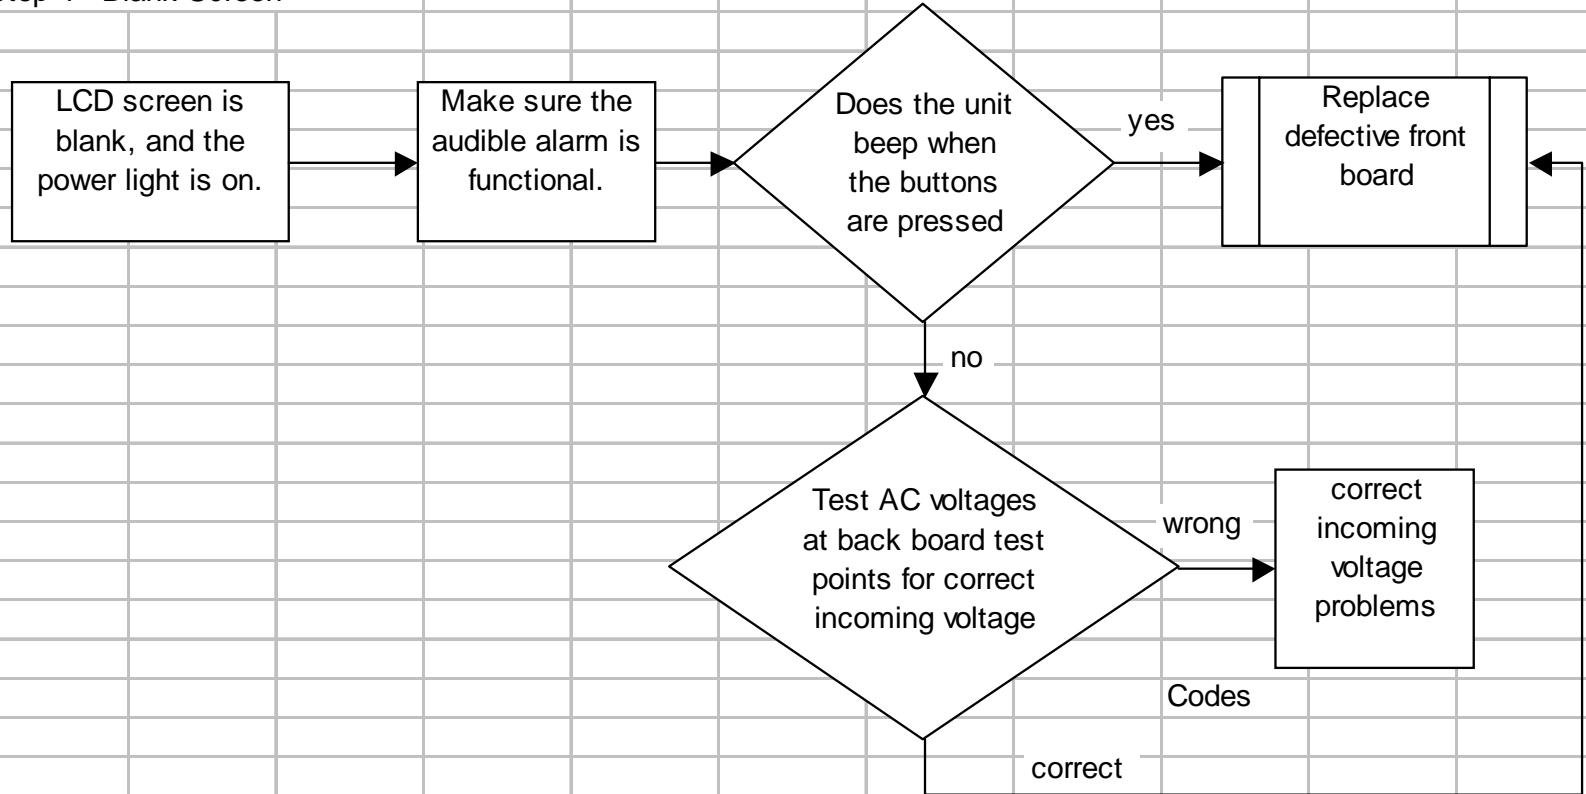 Blank Screen
LCD screen is
blank, and the
power light is on.
Make sure the
audible alarm is
functional.
Does the unit
beep when
the buttons
are pressed
yes
Replace
defective front
board
no
Test AC voltages
at back board test
points for correct
incoming voltage
wrong
correct
incoming
voltage
problems
Codes
correct